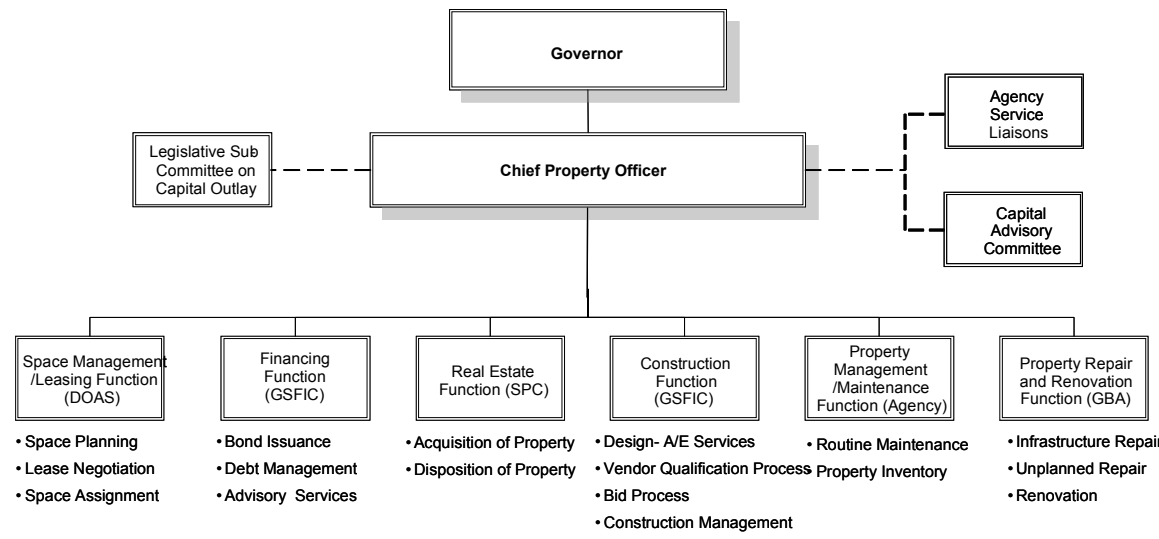 Governor
Agency
Service
Liaisons
Legislative Sub
Committee on
Capital Outlay
Chief Property Officer
Capital
Advisory
Committee
Space Management
/Leasing Function
(DOAS)
Financing
Function
(GSFIC)
Real Estate
Function (SPC)
Construction
Function
(GSFIC)
Property
Management
/Maintenance
Function (Agency)
Property Repair
and Renovation
Function (GBA)
• Space Planning
• Lease Negotiation
• Space Assignment
• Bond Issuance
• Debt Management
• Advisory Services
• Acquisition of Property
• Disposition of Property
• Design- A/E Services
• Vendor Qualification Process
• Bid Process
• Construction Management
• Routine Maintenance
• Property Inventory
• Infrastructure Repair
• Unplanned Repair
• Renovation